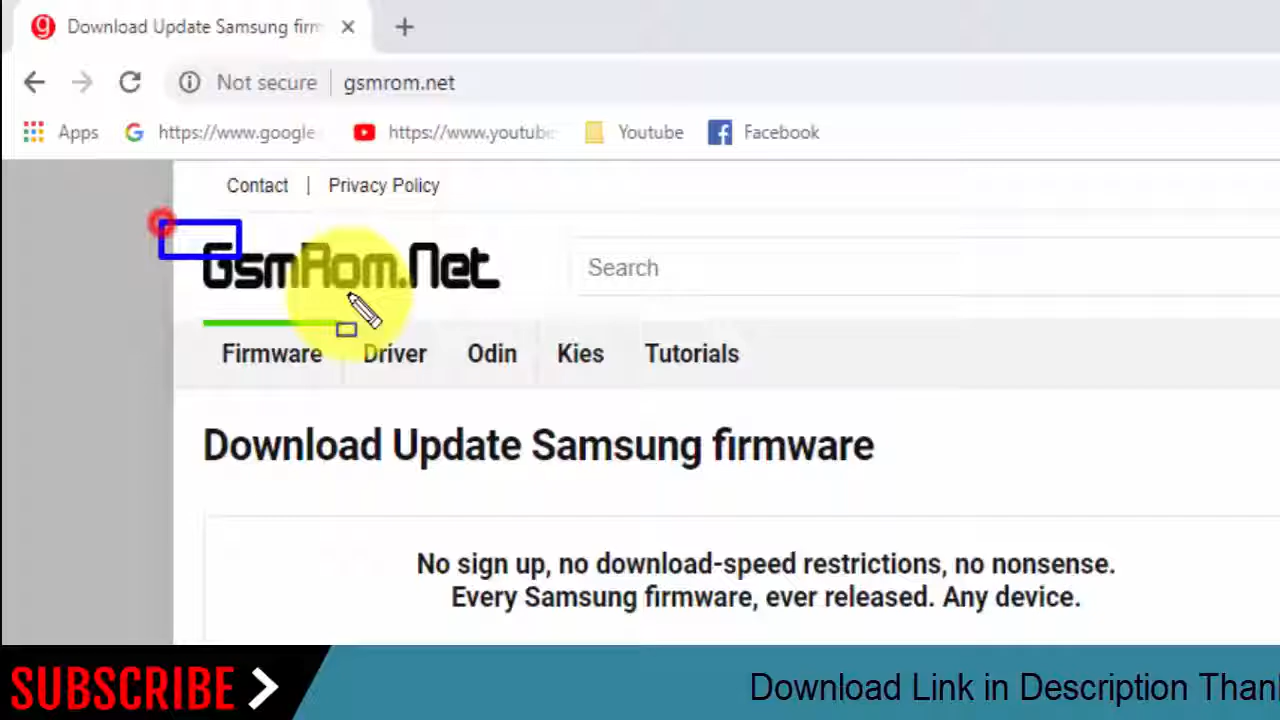 Download Update Samsung firm
Not secure gsmrom.net
Apps https://www.google https://www.youtube Youtube Facebook
Contact | Privacy Policy
GsmRom.Net
Search
Firmware Driver Odin Kies Tutorials
Download Update Samsung firmware
No sign up, no download-speed restrictions, no nonsense.
Every Samsung firmware, ever released. Any device.
SUBSCRIBE
Download Link in Description Than